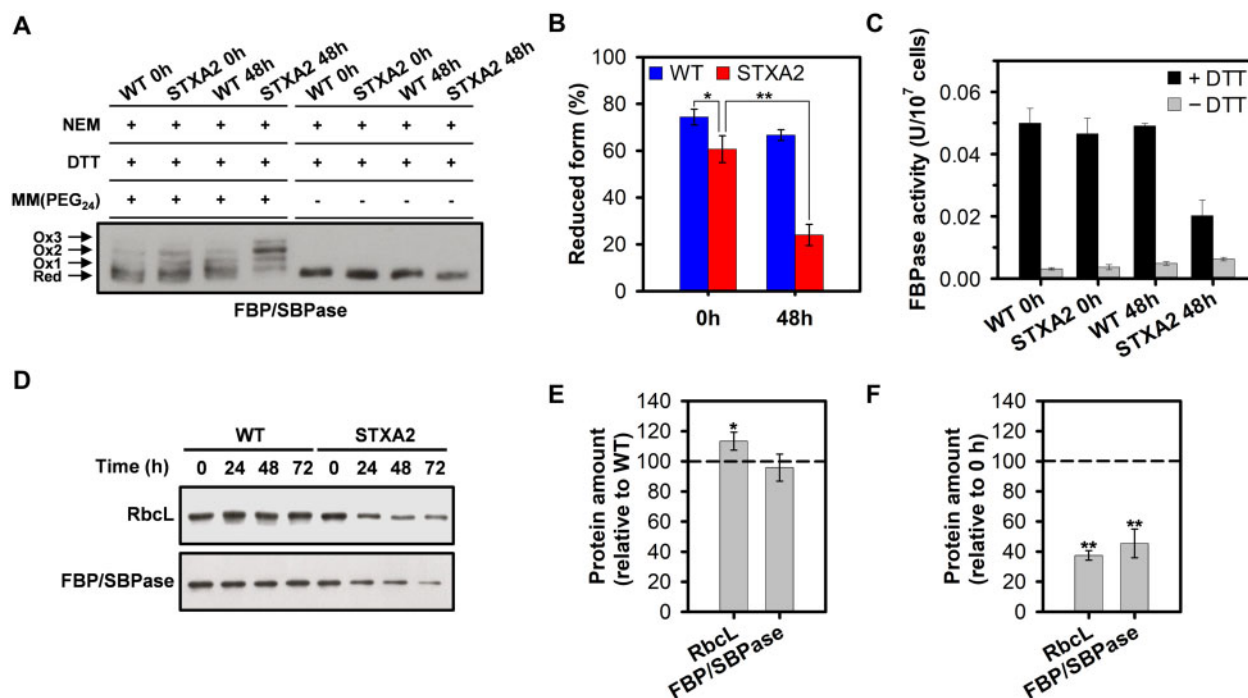 A
WT 0h STXA2 0h WT 48h STXA2 48h WT 0h STXA2 0h WT 48h STXA2 48h
NEM + + + + + + + +
DTT + + + + + + + +
MM(PEG24) + + + + - - - -
Ox3
Ox2
Ox1
Red
FBP/SBPase
B
Reduced form (%)
100
80
60
40
20
0
WT STXA2
* **
0h 48h
C
FBPase activity (U/10⁷ cells)
0.06
0.04
0.02
0.00
+ DTT
– DTT
WT 0h STXA2 0h WT 48h STXA2 48h
D
WT STXA2
Time (h) 0 24 48 72 0 24 48 72
RbcL
FBP/SBPase
E
Protein amount
(relative to WT)
140
120
100
80
60
40
20
0
*
RbcL
FBP/SBPase
F
Protein amount
(relative to 0 h)
140
120
100
80
60
40
20
0
** **
RbcL
FBP/SBPase